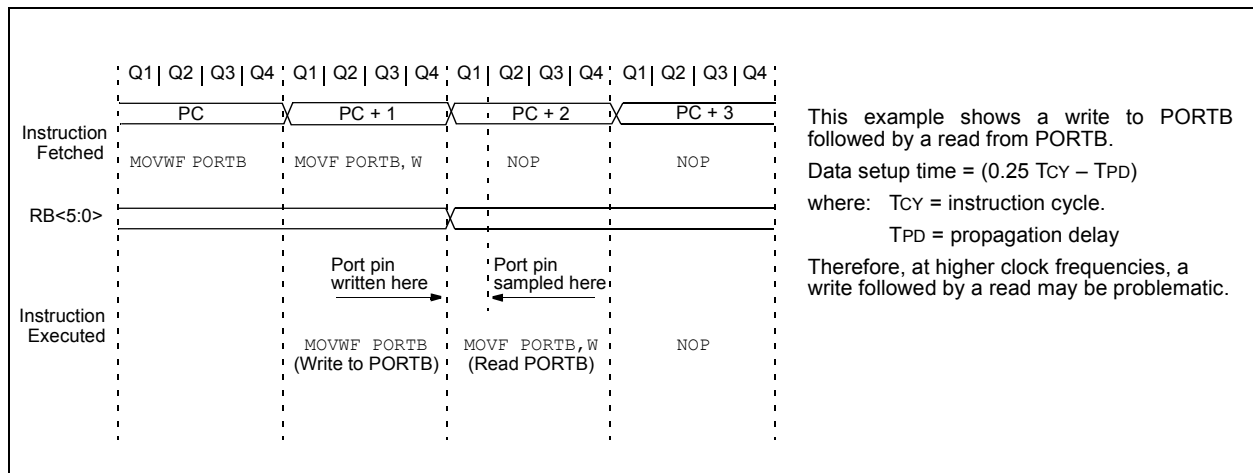 Q1 | Q2 | Q3 | Q4 Q1 | Q2 | Q3 | Q4 Q1 | Q2 | Q3 | Q4 Q1 | Q2 | Q3 | Q4
PC PC + 1 PC + 2 PC + 3
Instruction
Fetched
MOVWF PORTB MOVF PORTB, W NOP NOP
RB<5:0>
Port pin
written here
Port pin
sampled here
Instruction
Executed
MOVWF PORTB MOVF PORTB,W NOP
(Write to PORTB) (Read PORTB)
This example shows a write to PORTB
followed by a read from PORTB.
Data setup time = (0.25 TCY – TPD)
where: TCY = instruction cycle.
TPD = propagation delay
Therefore, at higher clock frequencies, a
write followed by a read may be problematic.